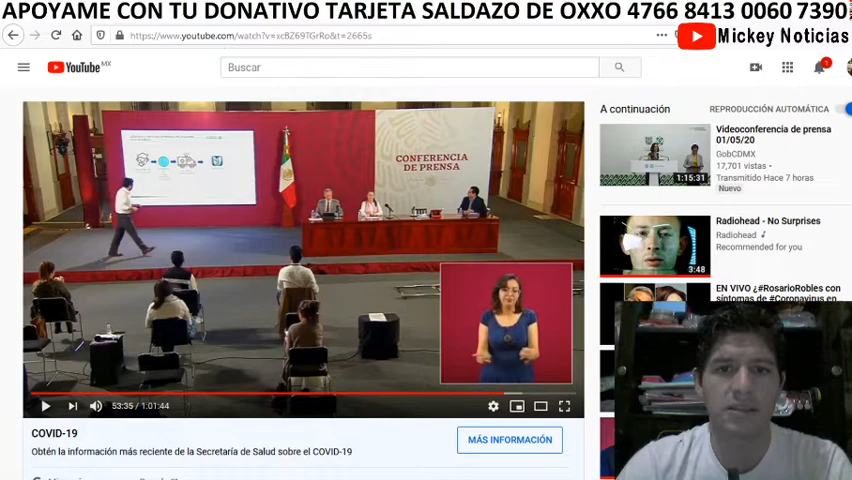 APOYAME CON TU DONATIVO TARJETA SALDAZO DE OXXO 4766 8413 0060 7390
https://www.youtube.com/watch?v=xcBZ69TGrRo&t=2665s
Mickey Noticias
YouTube MX
Buscar
1
CONFERENCIA
DE PRENSA
53:35 / 1:01:44
COVID-19
Obtén la información más reciente de la Secretaría de Salud sobre el COVID-19
MÁS INFORMACIÓN
A continuación
REPRODUCCIÓN AUTOMÁTICA
1:15:31
Videoconferencia de prensa
01/05/20
GobCDMX
17,701 vistas •
Transmitido Hace 7 horas
Nuevo
3:48
Radiohead - No Surprises
Radiohead
Recommended for you
EN VIVO ¿#RosarioRobles con
síntomas de #Coronavirus en